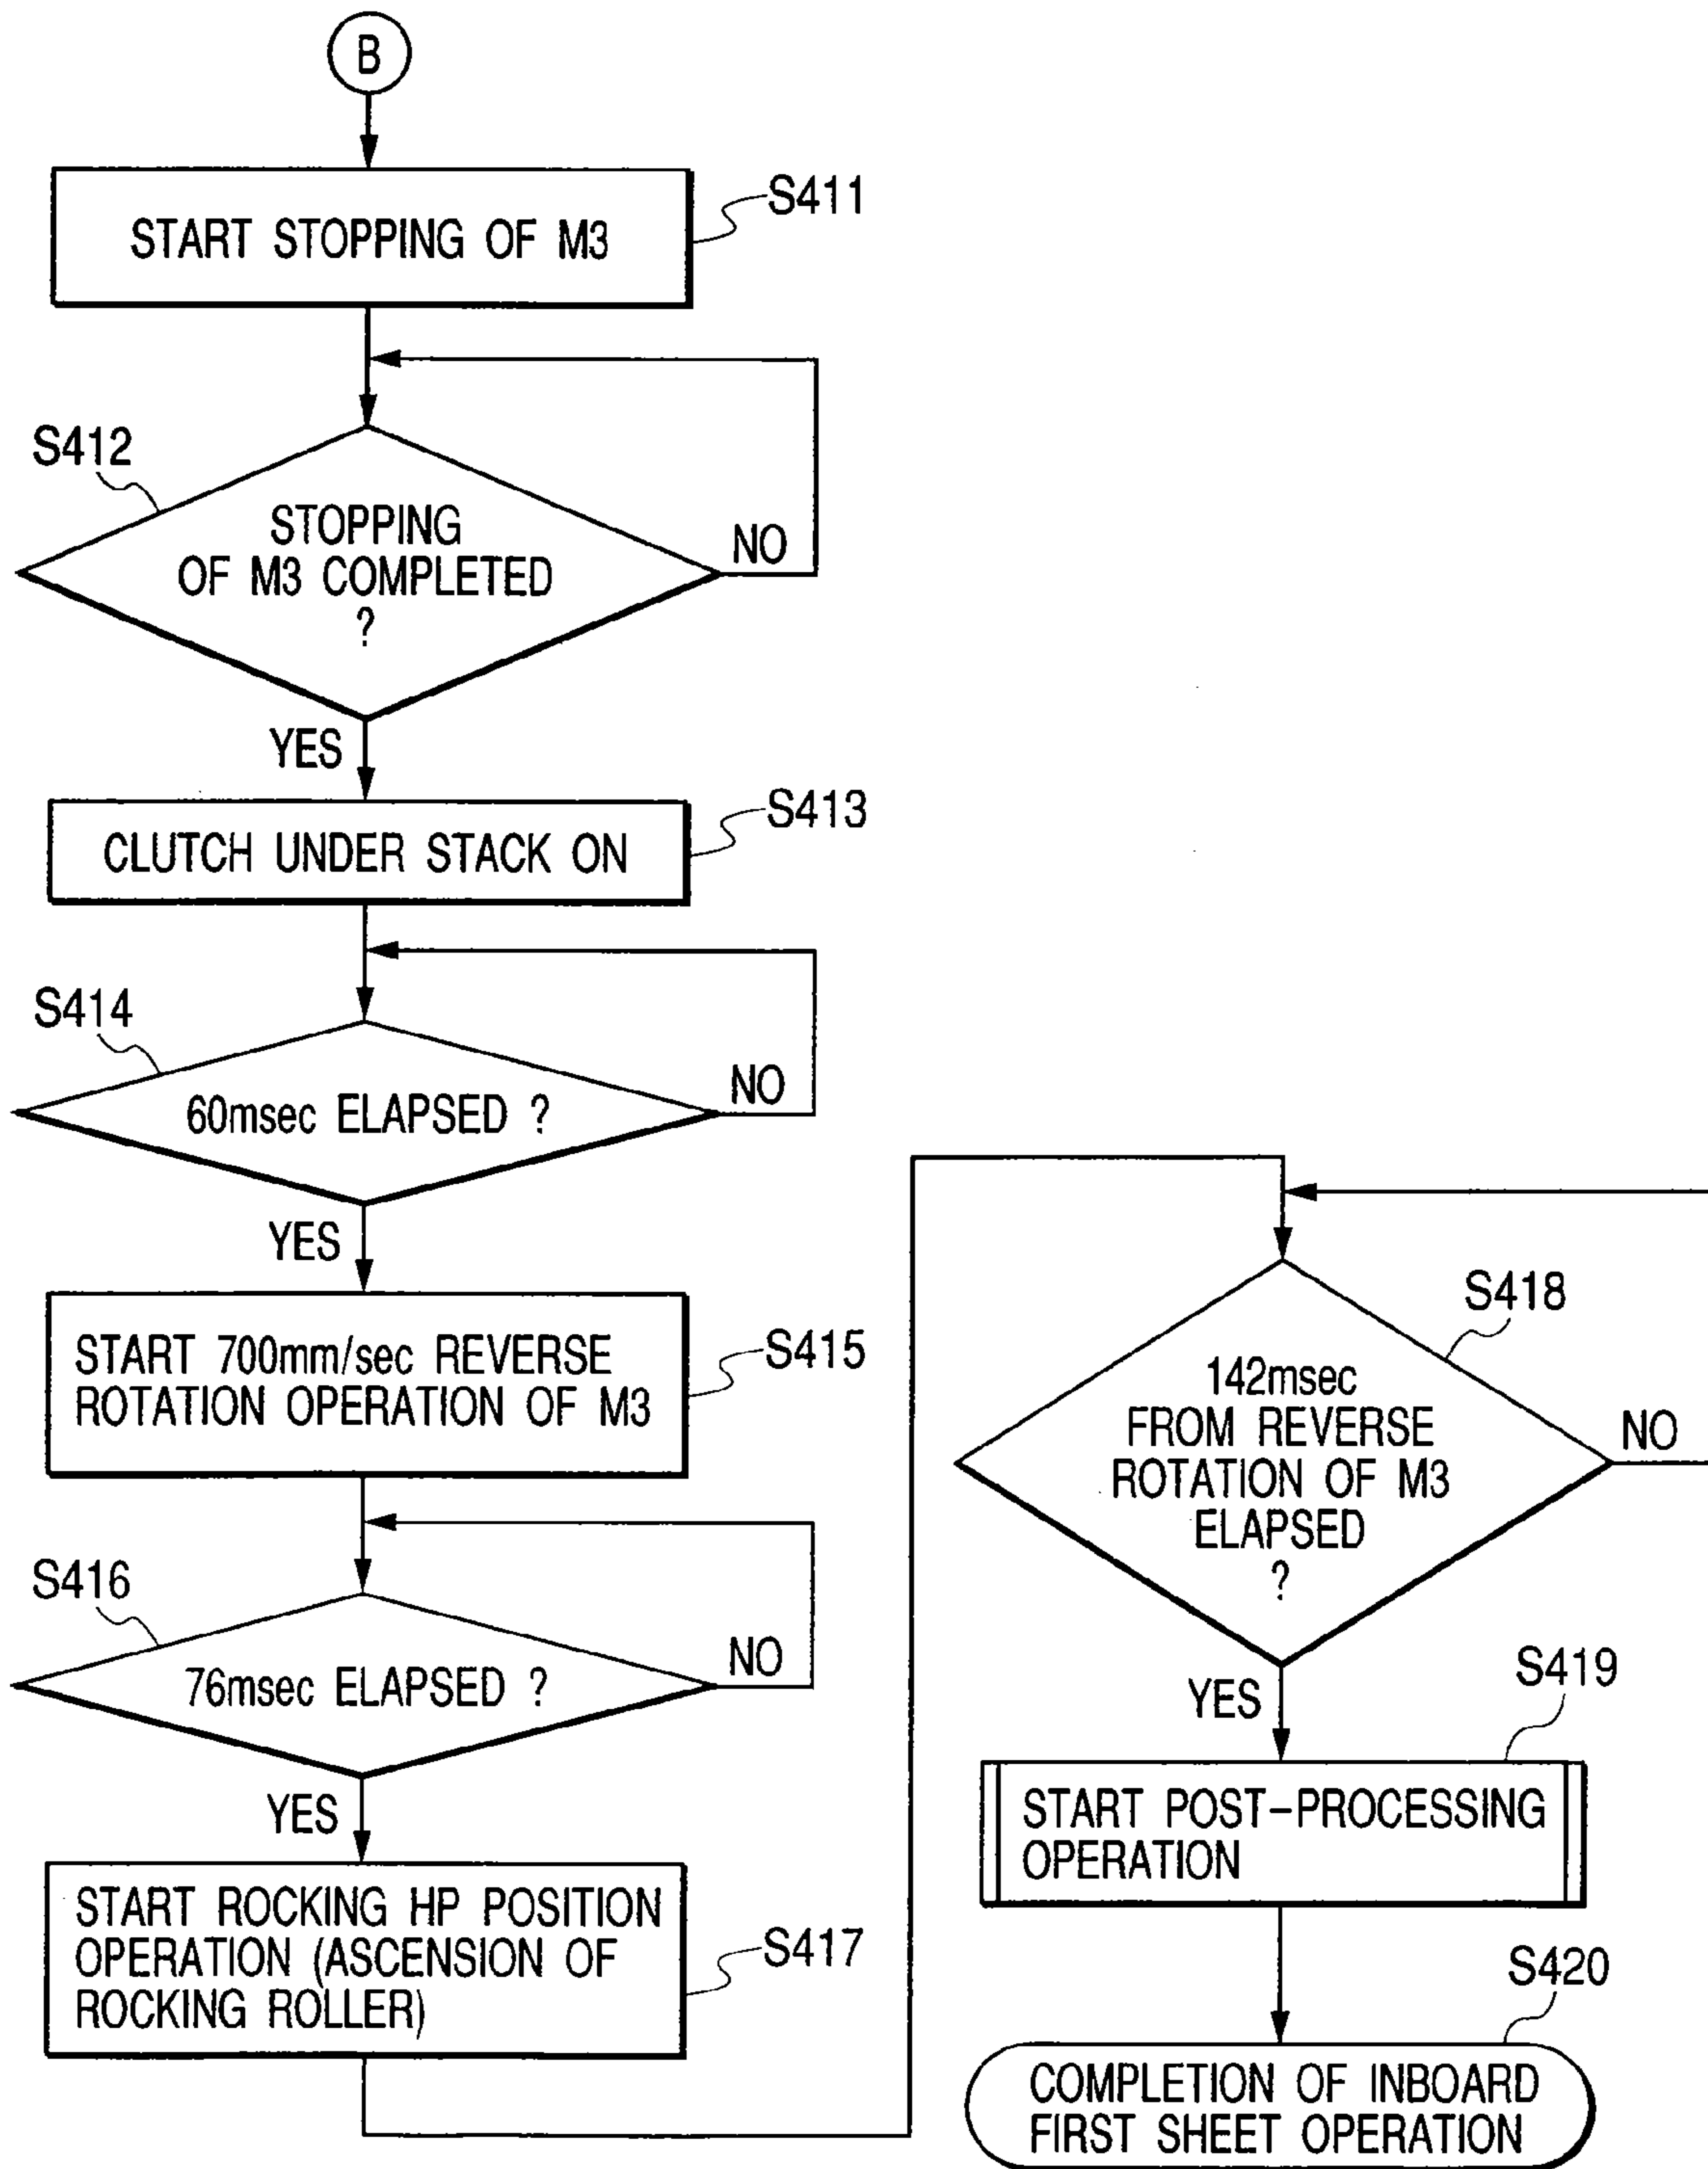 B
START STOPPING OF M3
S411
S412
STOPPING
OF M3 COMPLETED
?
NO
YES
CLUTCH UNDER STACK ON
S413
S414
60msec ELAPSED ?
NO
YES
START 700mm/sec REVERSE
ROTATION OPERATION OF M3
S415
S416
76msec ELAPSED ?
NO
YES
START ROCKING HP POSITION
OPERATION (ASCENSION OF
ROCKING ROLLER)
S417
S418
142msec
FROM REVERSE
ROTATION OF M3
ELAPSED
?
NO
YES
S419
START POST-PROCESSING
OPERATION
S420
COMPLETION OF INBOARD
FIRST SHEET OPERATION